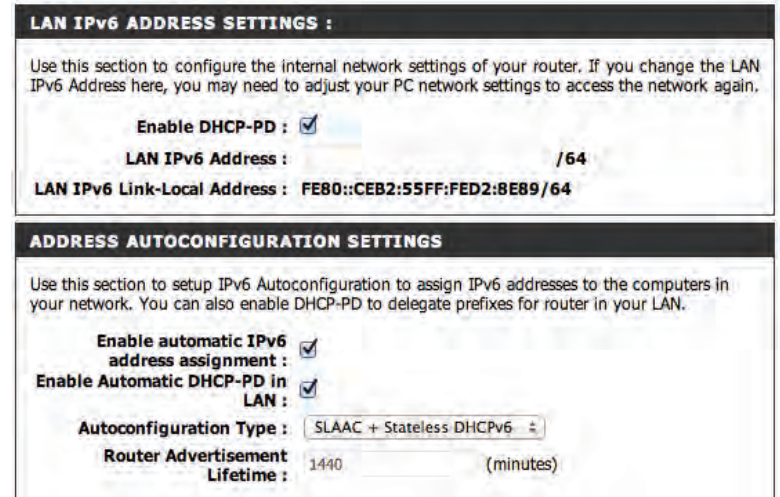 LAN IPv6 ADDRESS SETTINGS :
Use this section to configure the internal network settings of your router. If you change the LAN
IPv6 Address here, you may need to adjust your PC network settings to access the network again.
Enable DHCP-PD :
LAN IPv6 Address : /64
LAN IPv6 Link-Local Address : FE80::CEB2:55FF:FED2:8E89/64
ADDRESS AUTOCONFIGURATION SETTINGS
Use this section to setup IPv6 Autoconfiguration to assign IPv6 addresses to the computers in
your network. You can also enable DHCP-PD to delegate prefixes for router in your LAN.
Enable automatic IPv6
address assignment :
Enable Automatic DHCP-PD in
LAN :
Autoconfiguration Type : SLAAC + Stateless DHCPv6
Router Advertisement
Lifetime : 1440 (minutes)